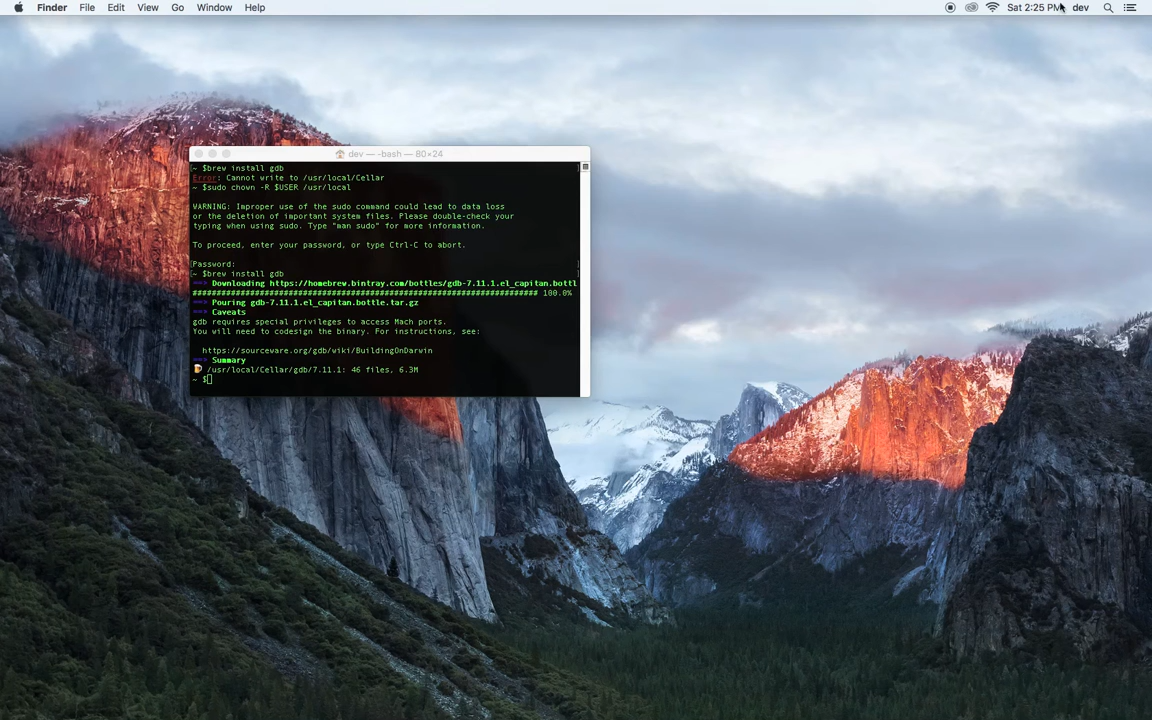 Finder File Edit View Go Window Help Sat 2:25 PM dev
dev — -bash — 80×24
~ $brew install gdb
Error: Cannot write to /usr/local/Cellar
~ $sudo chown -R $USER /usr/local
WARNING: Improper use of the sudo command could lead to data loss
or the deletion of important system files. Please double-check your
typing when using sudo. Type "man sudo" for more information.
To proceed, enter your password, or type Ctrl-C to abort.
Password:
~ $brew install gdb
==> Downloading https://homebrew.bintray.com/bottles/gdb-7.11.1.el_capitan.bottl
######################################################################## 100.0%
==> Pouring gdb-7.11.1.el_capitan.bottle.tar.gz
==> Caveats
gdb requires special privileges to access Mach ports.
You will need to codesign the binary. For instructions, see:
https://sourceware.org/gdb/wiki/BuildingOnDarwin
==> Summary
🍺 /usr/local/Cellar/gdb/7.11.1: 46 files, 6.3M
~ $